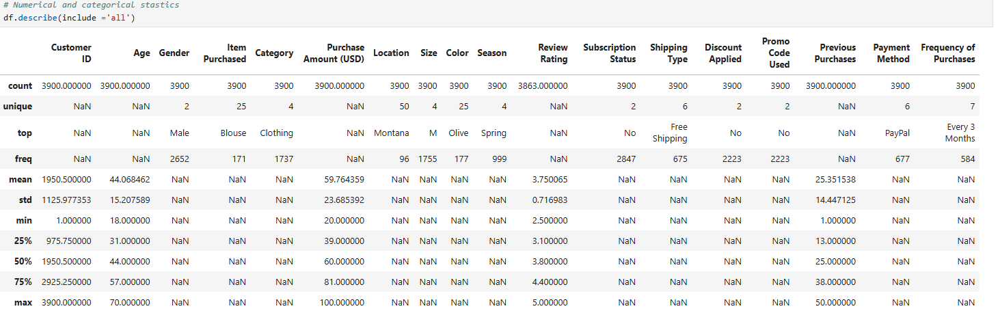 # Numerical and categorical stastics
df.describe(include ='all')
Customer ID Age Gender Item Purchased Category Purchase Amount (USD) Location Size Color Season Review Rating Subscription Status Shipping Type Discount Applied Promo Code Used Previous Purchases Payment Method Frequency of Purchases
count 3900.000000 3900.000000 3900 3900 3900 3900.000000 3900 3900 3900 3900 3863.000000 3900 3900 3900 3900 3900.000000 3900 3900
unique NaN NaN 2 25 4 NaN 50 4 25 4 NaN 2 6 2 2 NaN 6 7
top NaN NaN Male Blouse Clothing NaN Montana M Olive Spring NaN No Free Shipping No No NaN PayPal Every 3 Months
freq NaN NaN 2652 171 1737 NaN 96 1755 177 999 NaN 2847 675 2223 2223 NaN 677 584
mean 1950.500000 44.068462 NaN NaN NaN 59.764359 NaN NaN NaN NaN 3.750065 NaN NaN NaN NaN 25.351538 NaN NaN
std 1125.977353 15.207589 NaN NaN NaN 23.685392 NaN NaN NaN NaN 0.716983 NaN NaN NaN NaN 14.447125 NaN NaN
min 1.000000 18.000000 NaN NaN NaN 20.000000 NaN NaN NaN NaN 2.500000 NaN NaN NaN NaN 1.000000 NaN NaN
25% 975.750000 31.000000 NaN NaN NaN 39.000000 NaN NaN NaN NaN 3.100000 NaN NaN NaN NaN 13.000000 NaN NaN
50% 1950.500000 44.000000 NaN NaN NaN 60.000000 NaN NaN NaN NaN 3.800000 NaN NaN NaN NaN 25.000000 NaN NaN
75% 2925.250000 57.000000 NaN NaN NaN 81.000000 NaN NaN NaN NaN 4.400000 NaN NaN NaN NaN 38.000000 NaN NaN
max 3900.000000 70.000000 NaN NaN NaN 100.000000 NaN NaN NaN NaN 5.000000 NaN NaN NaN NaN 50.000000 NaN NaN